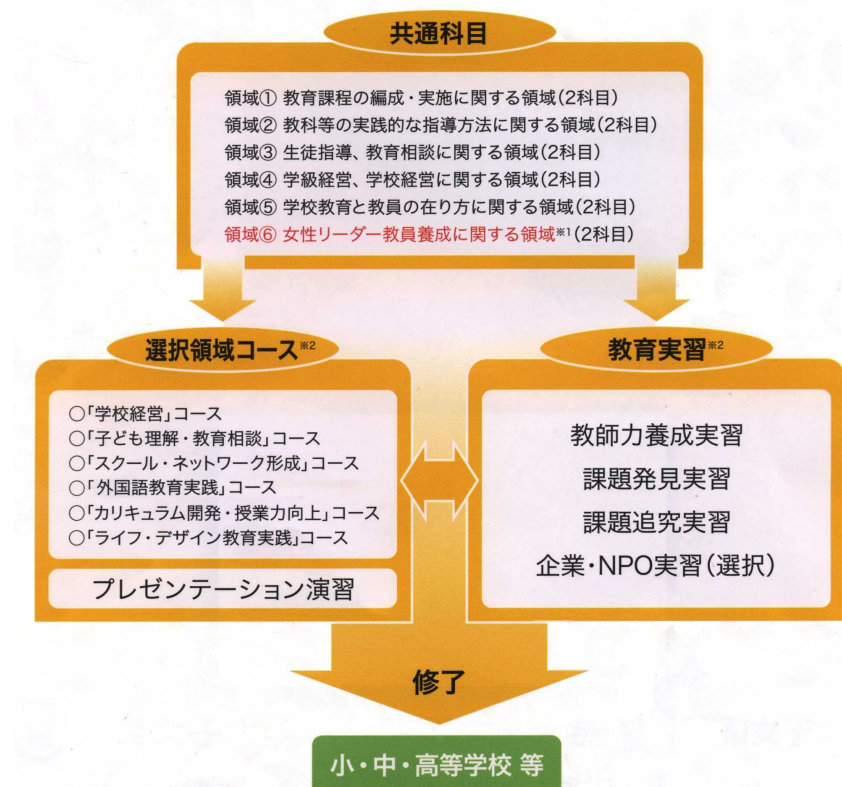 共通科目
領域① 教育課程の編成・実施に関する領域(2科目)
領域② 教科等の実践的な指導方法に関する領域(2科目)
領域③ 生徒指導、教育相談に関する領域(2科目)
領域④ 学級経営、学校経営に関する領域(2科目)
領域⑤ 学校教育と教員の在り方に関する領域(2科目)
領域⑥ 女性リーダー教員養成に関する領域※1(2科目)
選択領域コース※2
○「学校経営」コース
○「子ども理解・教育相談」コース
○「スクール・ネットワーク形成」コース
○「外国語教育実践」コース
○「カリキュラム開発・授業力向上」コース
○「ライフ・デザイン教育実践」コース
プレゼンテーション演習
教育実習※2
教師力養成実習
課題発見実習
課題追究実習
企業・NPO実習(選択)
修了
小・中・高等学校 等